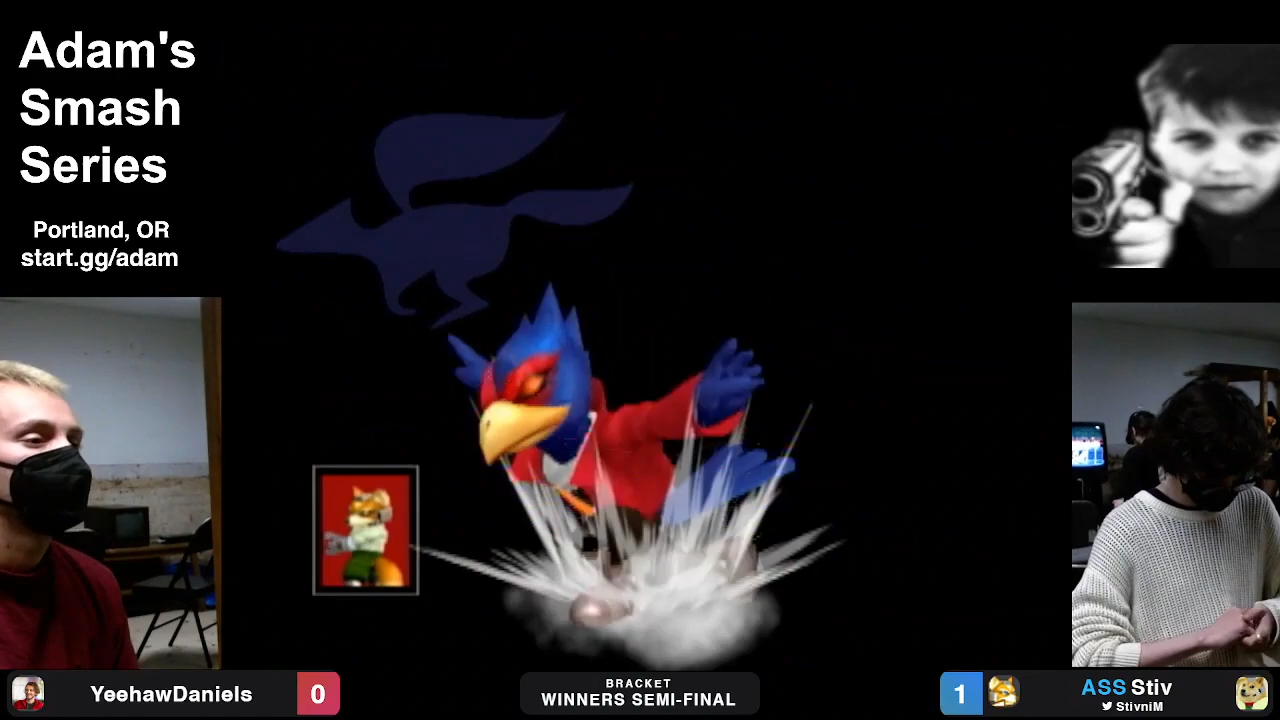 Adam's
Smash
Series
Portland, OR
start.gg/adam
YeehawDaniels
0
BRACKET
WINNERS SEMI-FINAL
1
ASS Stiv
StivniM